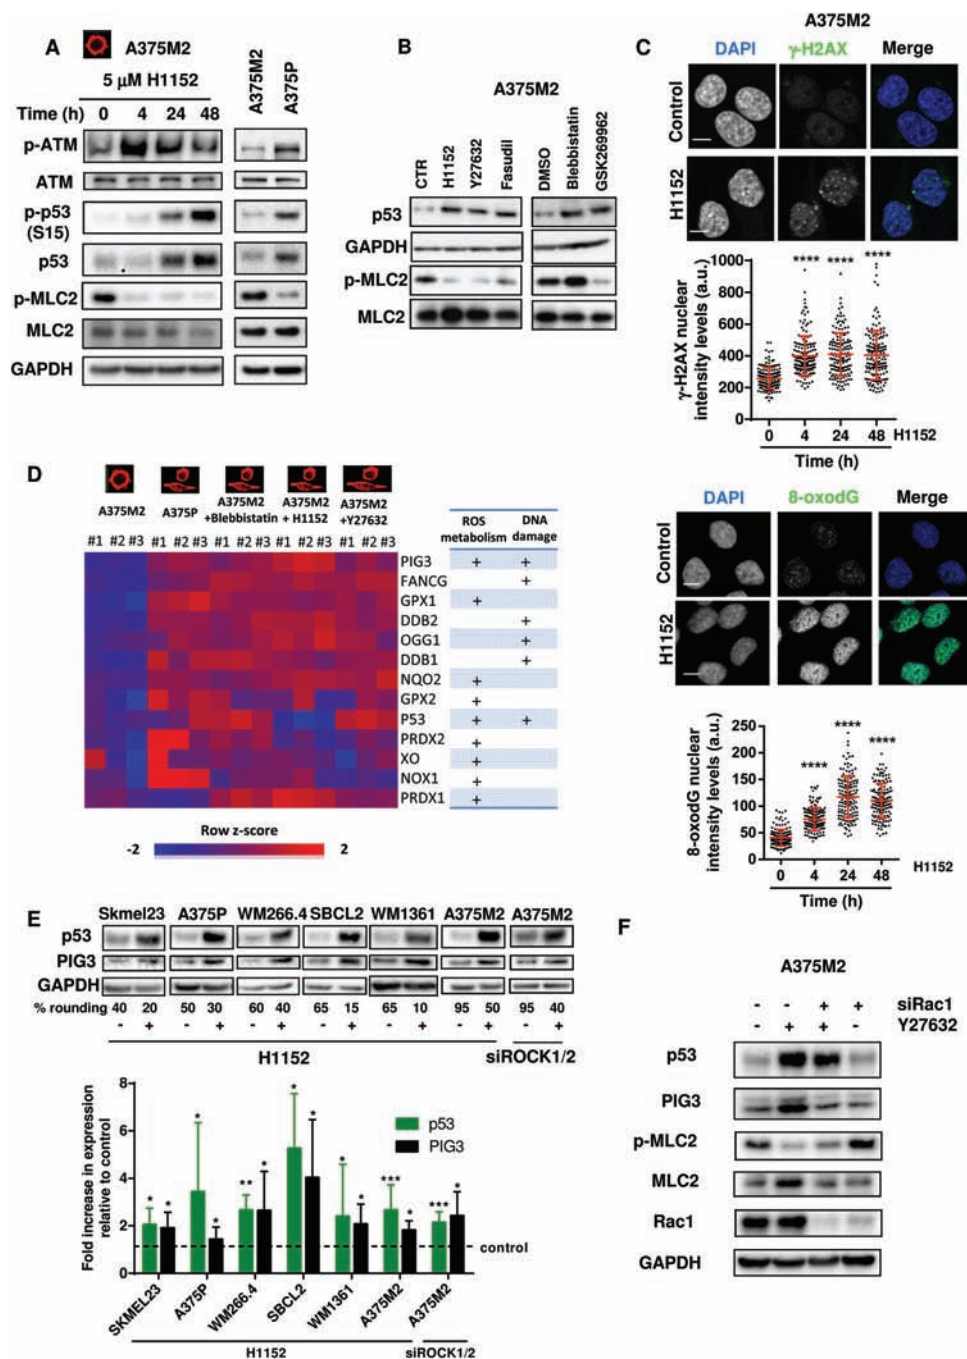 A
A375M2
5 μM H1152
Time (h) 0 4 24 48
A375M2
A375P
p-ATM
ATM
p-p53
(S15)
p53
p-MLC2
MLC2
GAPDH
B
A375M2
CTR
H1152
Y27632
Fasudil
DMSO
Blebbistatin
GSK269962
p53
GAPDH
p-MLC2
MLC2
C
A375M2
DAPI γ-H2AX Merge
Control
H1152
γ-H2AX nuclear
intensity levels (a.u.)
1000
800
600
400
200
0
**** **** ****
0 4 24 48 H1152
Time (h)
DAPI 8-oxodG Merge
Control
H1152
8-oxodG nuclear
intensity levels (a.u.)
250
200
150
100
50
0
**** **** ****
0 4 24 48
H1152
Time (h)
D
A375M2
A375P
A375M2
+Blebbistatin
A375M2
+ H1152
A375M2
+Y27632
#1 #2 #3 #1 #2 #3 #1 #2 #3 #1 #2 #3 #1 #2 #3
ROS
metabolism
DNA
damage
PIG3 + +
FANCG +
GPX1 +
DDB2 +
OGG1 +
DDB1 +
NQO2 +
GPX2 +
P53 + +
PRDX2 +
XO +
NOX1 +
PRDX1 +
Row z-score
-2 2
E
Skmel23 A375P WM266.4 SBCL2 WM1361 A375M2 A375M2
p53
PIG3
GAPDH
% rounding 40 20 50 30 60 40 65 15 65 10 95 50 95 40
- + - + - + - + - + - + - +
H1152
siROCK1/2
Fold increase in expression
relative to control
8
6
4
2
0
p53
PIG3
* * * * ** * * * * * *** * *** *
control
SKMEL23
A375P
WM266.4
SBCL2
WM1361
A375M2
A375M2
H1152
siROCK1/2
F
A375M2
- - + + siRac1
- + + - Y27632
p53
PIG3
p-MLC2
MLC2
Rac1
GAPDH